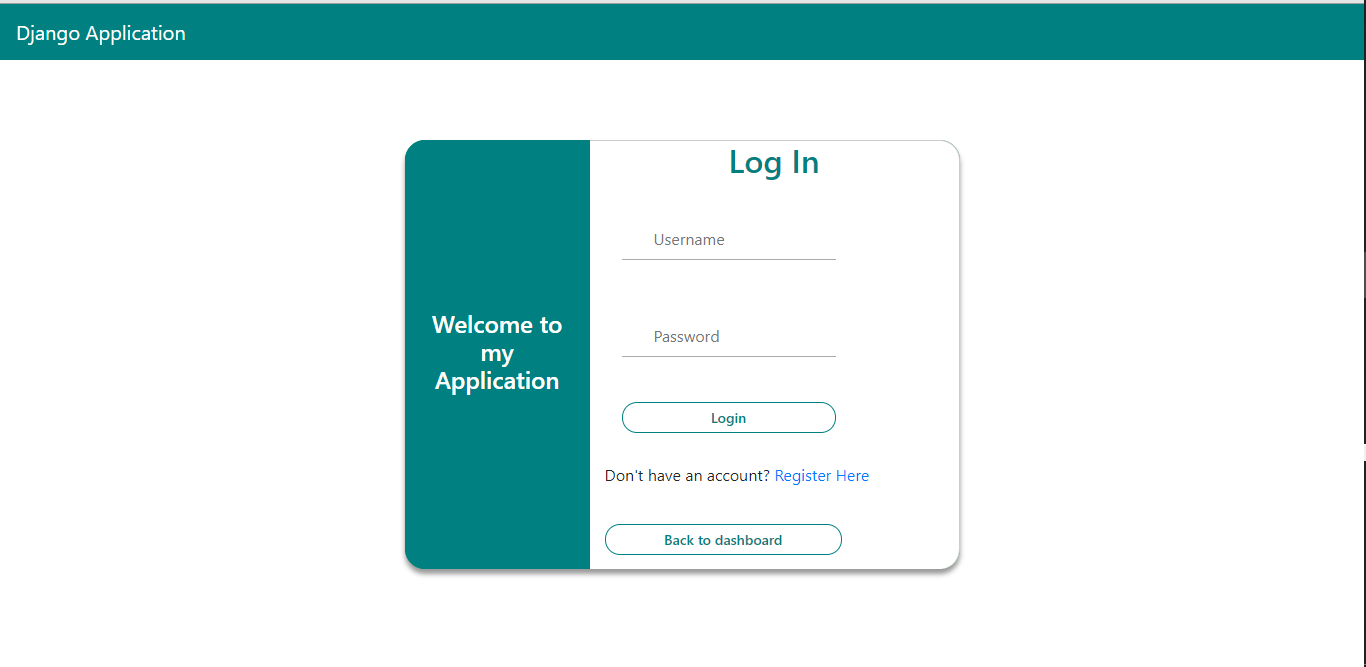 Django Application
Log In
Username
Password
Welcome to
my
Application
Login
Don't have an account? Register Here
Back to dashboard